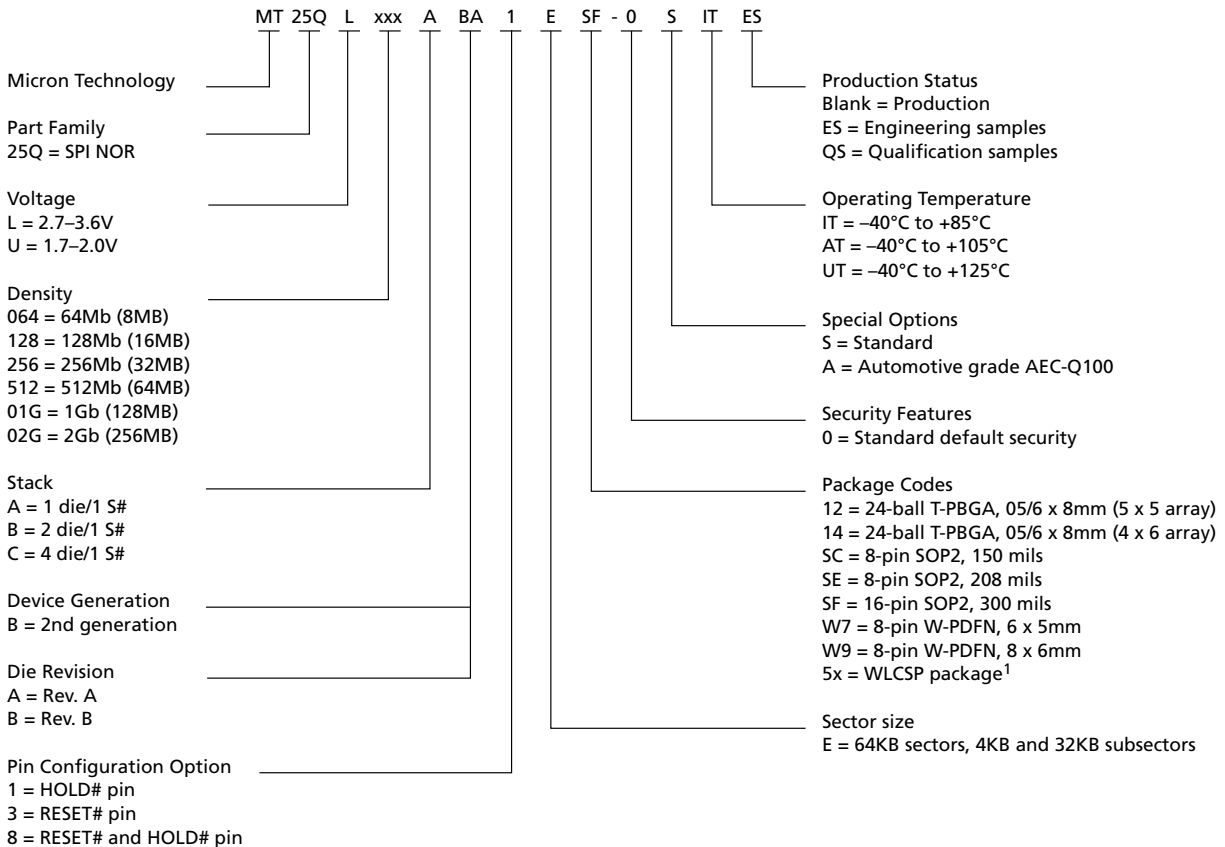 MT 25Q L xxx A BA 1 E SF - 0 S IT ES
Micron Technology
Part Family
25Q = SPI NOR
Voltage
L = 2.7–3.6V
U = 1.7–2.0V
Density
064 = 64Mb (8MB)
128 = 128Mb (16MB)
256 = 256Mb (32MB)
512 = 512Mb (64MB)
01G = 1Gb (128MB)
02G = 2Gb (256MB)
Stack
A = 1 die/1 S#
B = 2 die/1 S#
C = 4 die/1 S#
Device Generation
B = 2nd generation
Die Revision
A = Rev. A
B = Rev. B
Pin Configuration Option
1 = HOLD# pin
3 = RESET# pin
8 = RESET# and HOLD# pin
Production Status
Blank = Production
ES = Engineering samples
QS = Qualification samples
Operating Temperature
IT = –40°C to +85°C
AT = –40°C to +105°C
UT = –40°C to +125°C
Special Options
S = Standard
A = Automotive grade AEC-Q100
Security Features
0 = Standard default security
Package Codes
12 = 24-ball T-PBGA, 05/6 x 8mm (5 x 5 array)
14 = 24-ball T-PBGA, 05/6 x 8mm (4 x 6 array)
SC = 8-pin SOP2, 150 mils
SE = 8-pin SOP2, 208 mils
SF = 16-pin SOP2, 300 mils
W7 = 8-pin W-PDFN, 6 x 5mm
W9 = 8-pin W-PDFN, 8 x 6mm
5x = WLCSP package1
Sector size
E = 64KB sectors, 4KB and 32KB subsectors